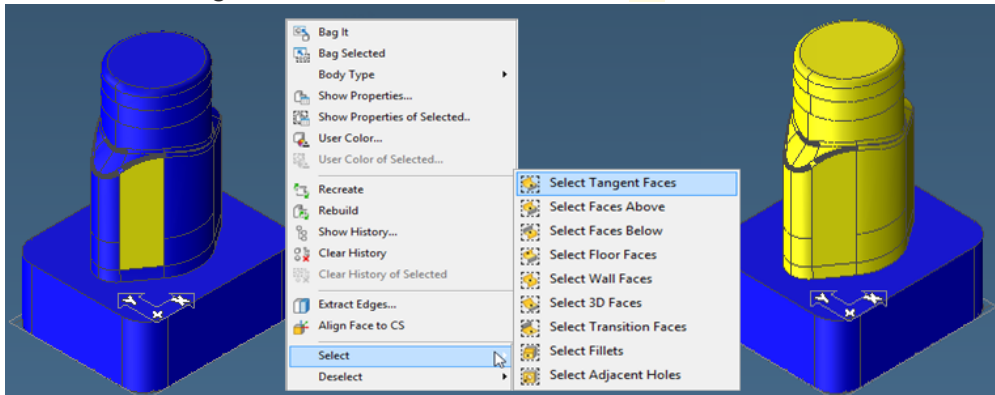 Bag It
Bag Selected
Body Type
Show Properties...
Show Properties of Selected..
User Color...
User Color of Selected...
Recreate
Rebuild
Show History...
Clear History
Clear History of Selected
Extract Edges...
Align Face to CS
Select
Deselect
Select Tangent Faces
Select Faces Above
Select Faces Below
Select Floor Faces
Select Wall Faces
Select 3D Faces
Select Transition Faces
Select Fillets
Select Adjacent Holes